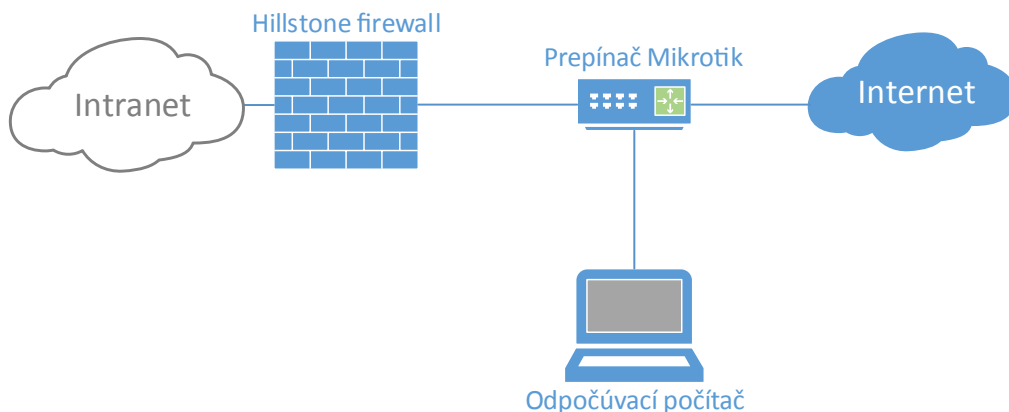 Hillstone firewall
Prepínač Mikrotik
Intranet
Internet
Odpočúvací počítač